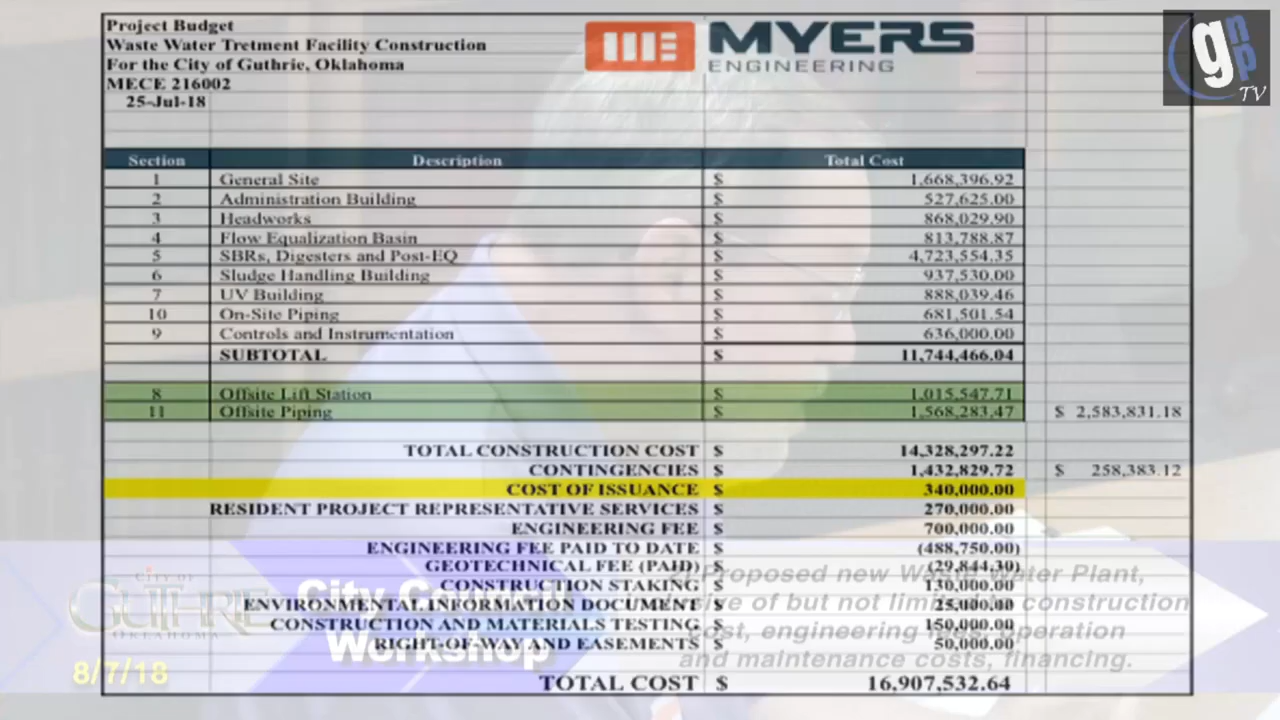 Project Budget
Waste Water Tretment Facility Construction
For the City of Guthrie, Oklahoma
MECE 216002
25-Jul-18
MYERS
ENGINEERING
gnp
TV
Section Description Total Cost
1 General Site $ 1,668,396.92
2 Administration Building $ 527,625.00
3 Headworks $ 868,029.90
4 Flow Equalization Basin $ 813,788.87
5 SBRs, Digesters and Post-EQ $ 4,723,554.35
6 Sludge Handling Building $ 937,530.00
7 UV Building $ 888,039.46
10 On-Site Piping $ 681,501.54
9 Controls and Instrumentation $ 636,000.00
SUBTOTAL $ 11,744,466.04
8 Offsite Lift Station $ 1,015,547.71
11 Offsite Piping $ 1,568,283.47 $ 2,583,831.18
TOTAL CONSTRUCTION COST $ 14,328,297.22
CONTINGENCIES $ 1,432,829.72 $ 258,383.12
COST OF ISSUANCE $ 340,000.00
RESIDENT PROJECT REPRESENTATIVE SERVICES $ 270,000.00
ENGINEERING FEE $ 700,000.00
ENGINEERING FEE PAID TO DATE $ (488,750.00)
GEOTECHNICAL FEE (PAID) $ (29,844.30)
CONSTRUCTION STAKING $ 130,000.00
ENVIRONMENTAL INFORMATION DOCUMENT $ 25,000.00
CONSTRUCTION AND MATERIALS TESTING $ 150,000.00
RIGHT-OF-WAY AND EASEMENTS $ 50,000.00
TOTAL COST $ 16,907,532.64
CITY OF
GUTHRIE
OKLAHOMA
8/7/18
City Council
Workshop
Proposed new Waste Water Plant,
of but not limited construction
engineering operation
and maintenance costs, financing.